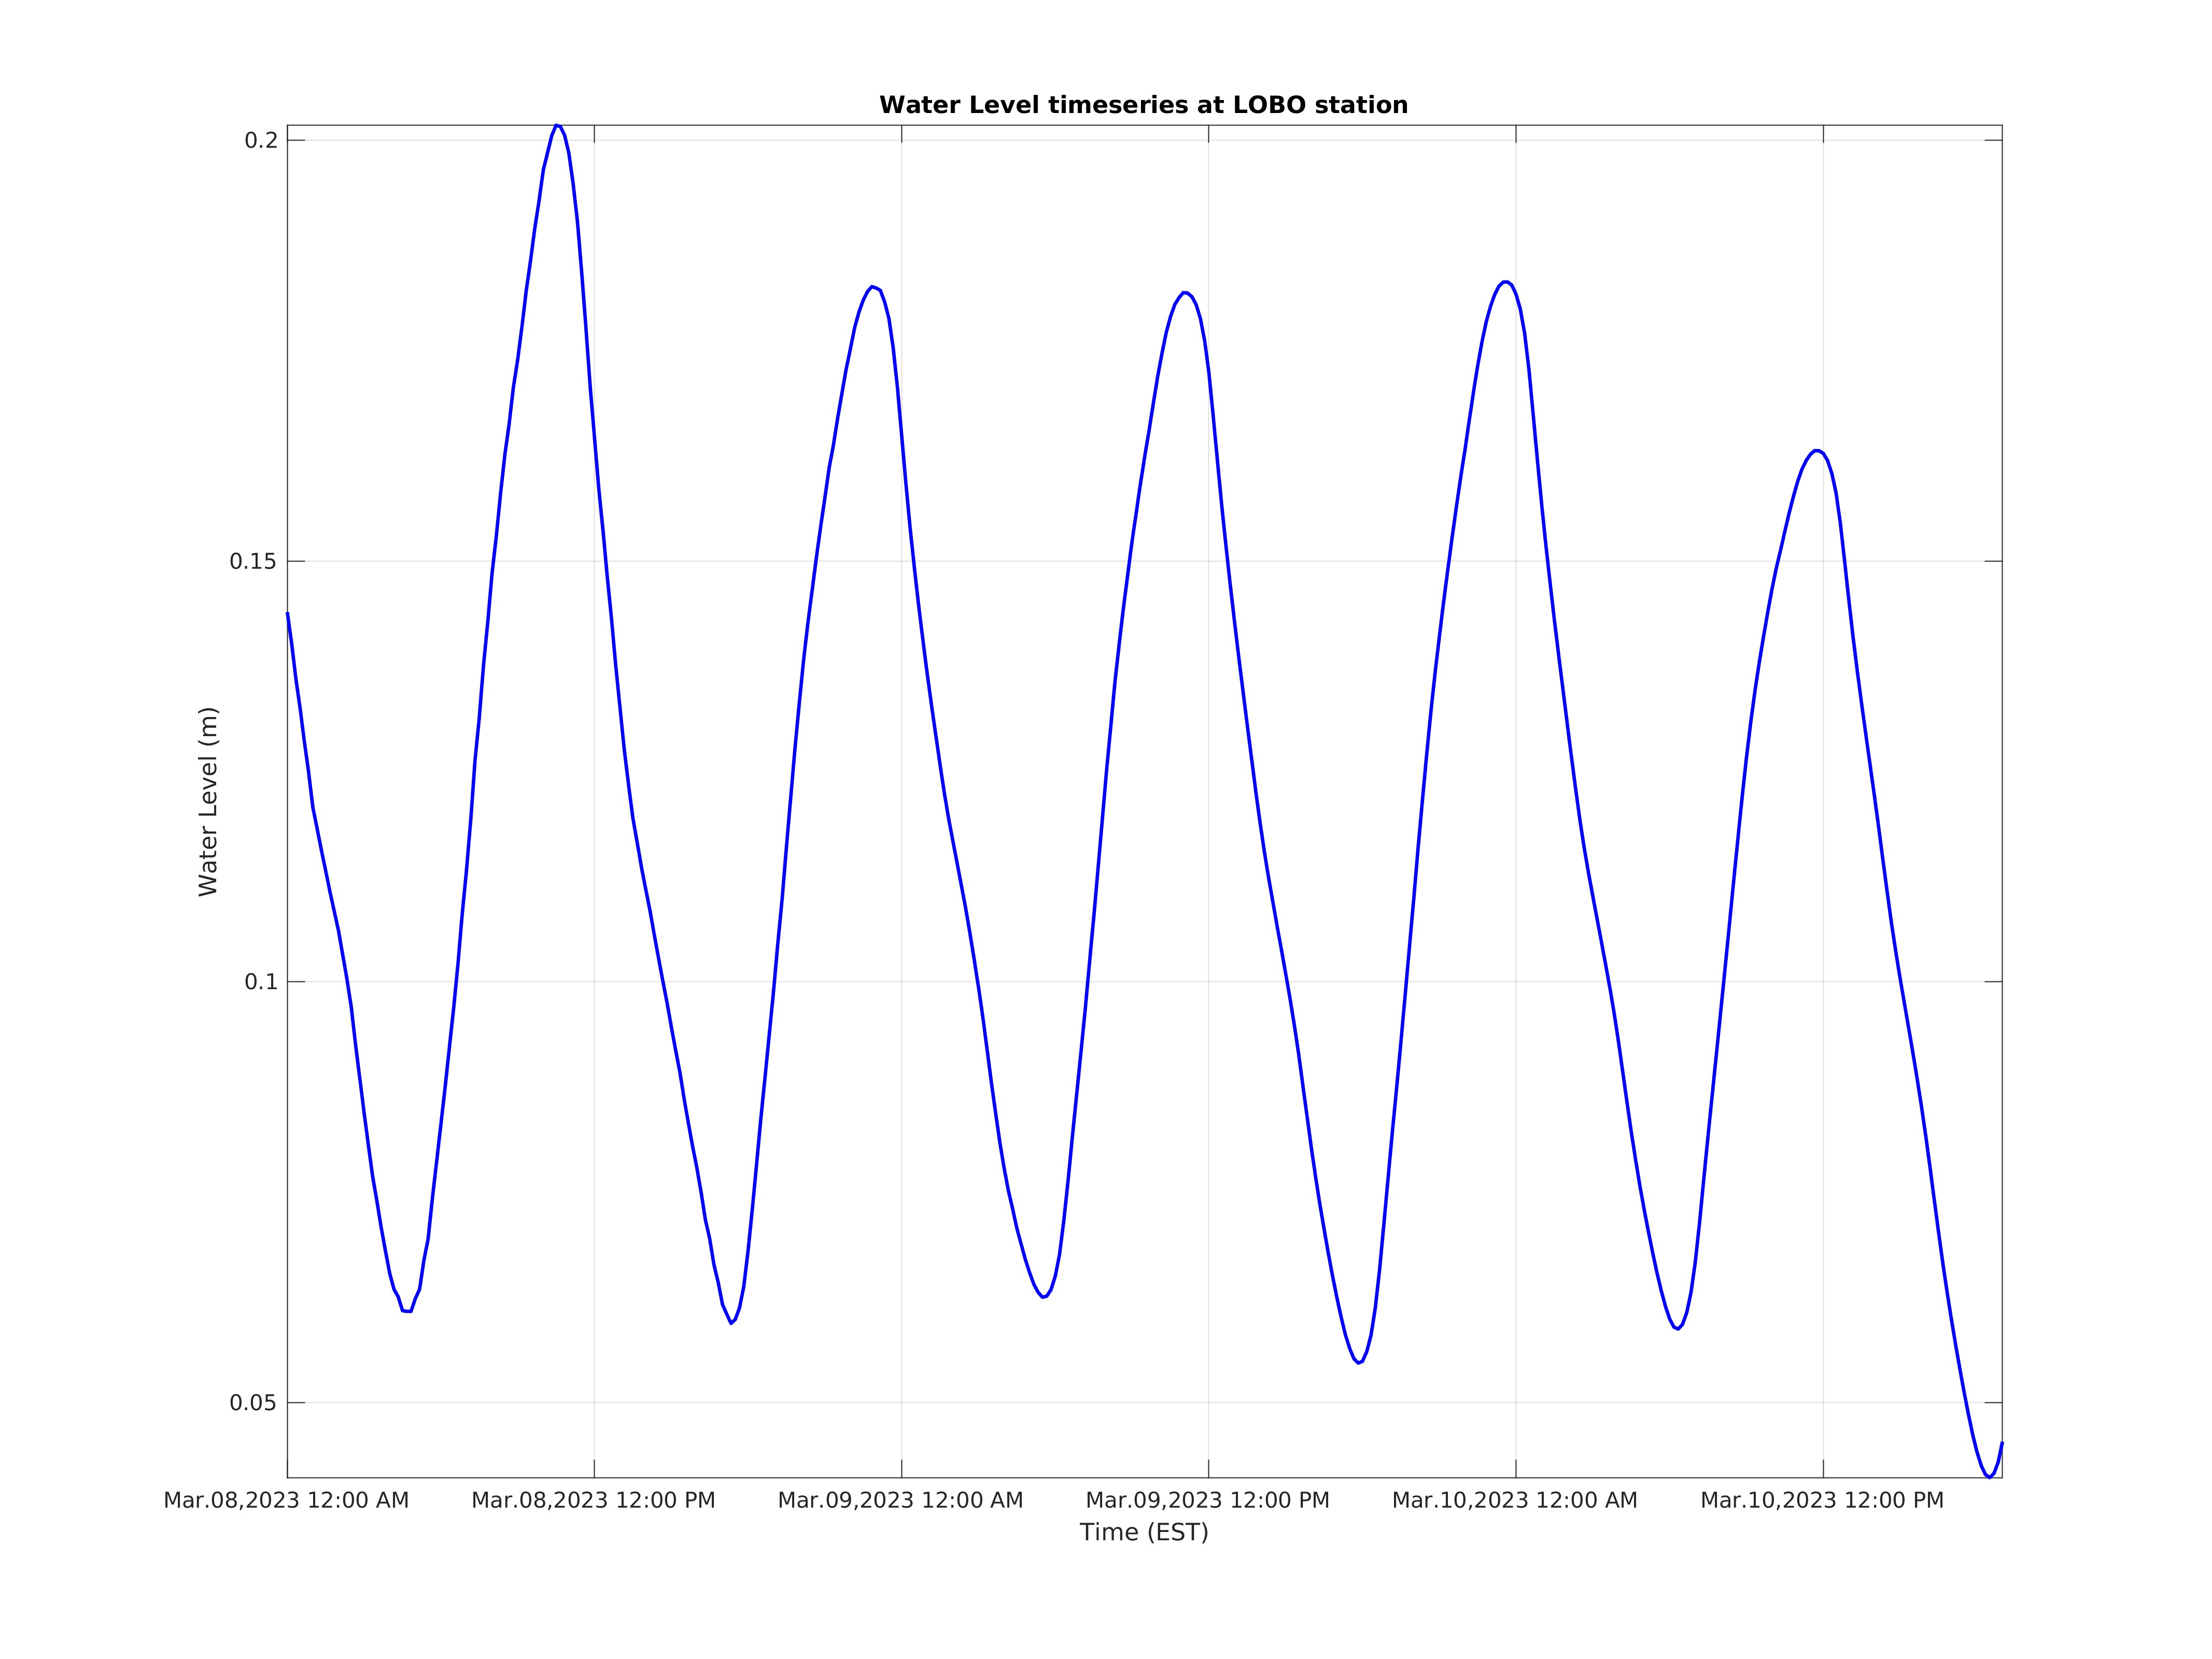 Water Level timeseries at LOBO station
0.2
0.15
0.1
0.05
Water Level (m)
Mar.08,2023 12:00 AM
Mar.08,2023 12:00 PM
Mar.09,2023 12:00 AM
Mar.09,2023 12:00 PM
Mar.10,2023 12:00 AM
Mar.10,2023 12:00 PM
Time (EST)